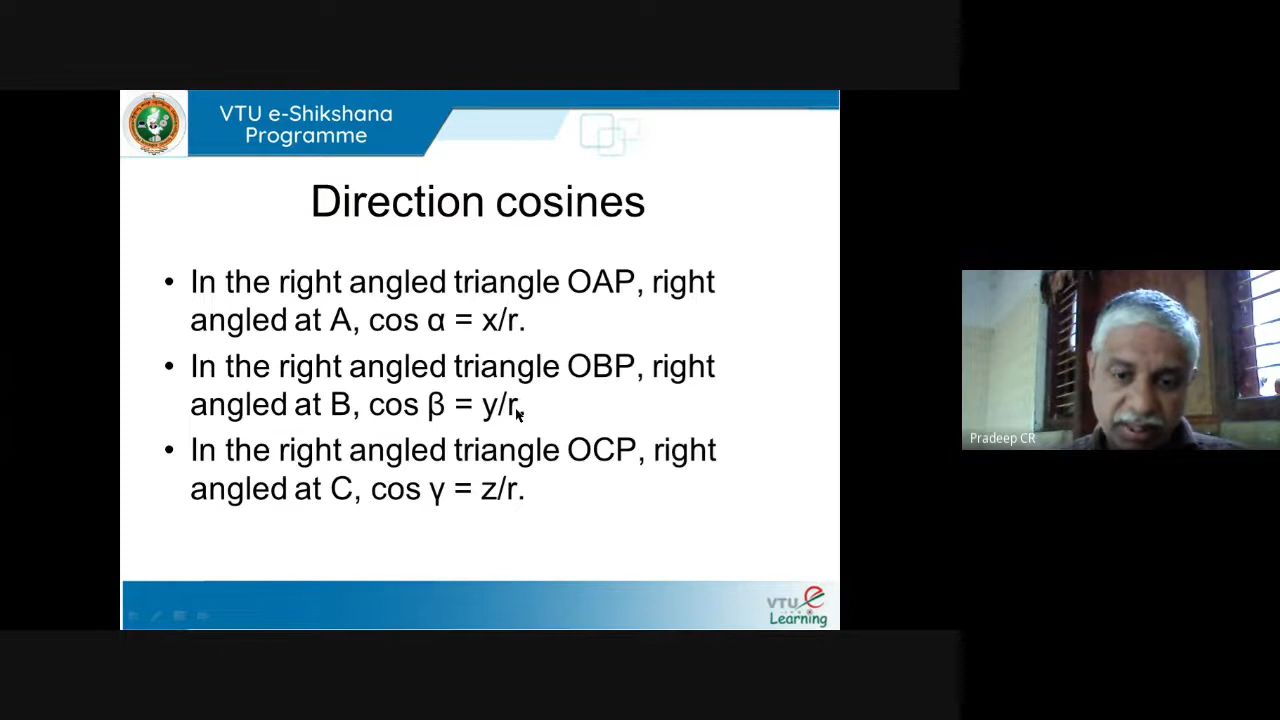 VTU e-Shikshana
Programme
Direction cosines
• In the right angled triangle OAP, right
angled at A, cos α = x/r.
• In the right angled triangle OBP, right
angled at B, cos β = y/r.
• In the right angled triangle OCP, right
angled at C, cos γ = z/r.
Pradeep CR
VTU e
Learning